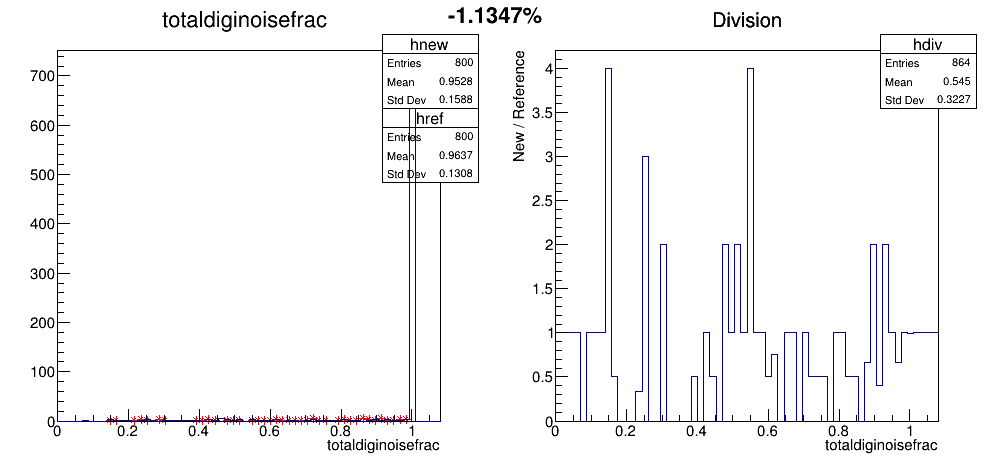 -1.1347%
totaldiginoisefrac
hnew
Entries 800
Mean 0.9528
Std Dev 0.1588
href
Entries 800
Mean 0.9637
Std Dev 0.1308
700
600
500
400
300
200
100
0
0 0.2 0.4 0.6 0.8 1
totaldiginoisefrac
Division
hdiv
Entries 864
Mean 0.545
Std Dev 0.3227
New / Reference
4
3.5
3
2.5
2
1.5
1
0.5
0
0 0.2 0.4 0.6 0.8 1
totaldiginoisefrac